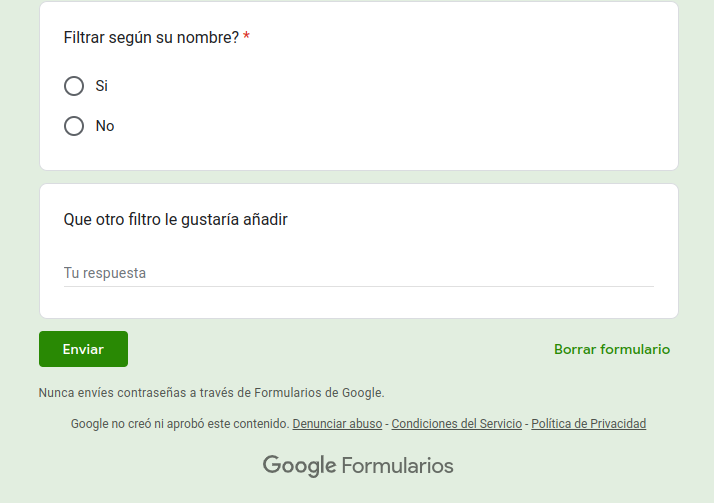 Filtrar según su nombre? *
Si
No
Que otro filtro le gustaría añadir
Tu respuesta
Enviar
Borrar formulario
Nunca envíes contraseñas a través de Formularios de Google.
Google no creó ni aprobó este contenido. Denunciar abuso - Condiciones del Servicio - Política de Privacidad
Google Formularios